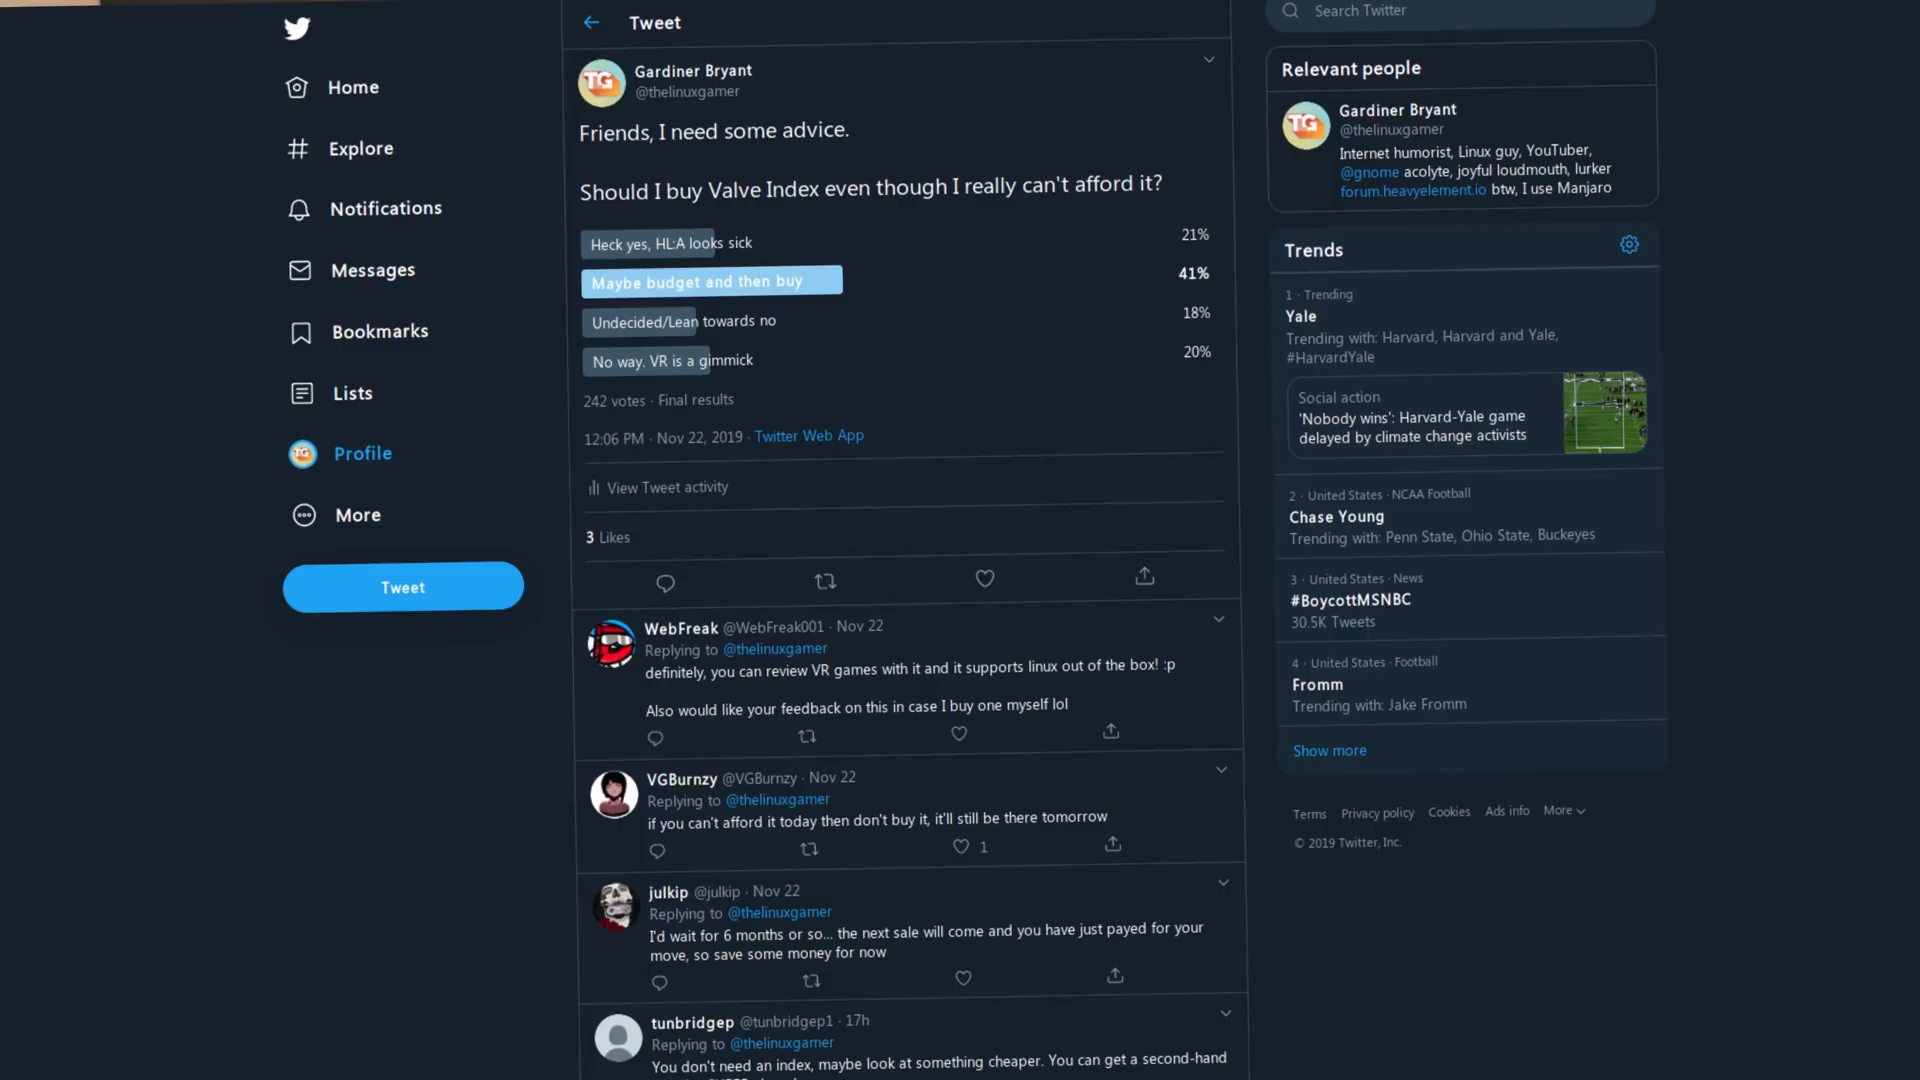 Home
Explore
Notifications
Messages
Bookmarks
Lists
Profile
More
Tweet
Tweet
Gardiner Bryant
@thelinuxgamer
Friends, I need some advice.
Should I buy Valve Index even though I really can't afford it?
Heck yes, HL:A looks sick 21%
Maybe budget and then buy 41%
Undecided/Lean towards no 18%
No way. VR is a gimmick 20%
242 votes · Final results
12:06 PM · Nov 22, 2019 · Twitter Web App
View Tweet activity
3 Likes
WebFreak @WebFreak001 · Nov 22
Replying to @thelinuxgamer
definitely, you can review VR games with it and it supports linux out of the box! :p
Also would like your feedback on this in case I buy one myself lol
VGBurnzy @VGBurnzy · Nov 22
Replying to @thelinuxgamer
if you can't afford it today then don't buy it, it'll still be there tomorrow
1
julkip @julkip · Nov 22
Replying to @thelinuxgamer
I'd wait for 6 months or so... the next sale will come and you have just payed for your
move, so save some money for now
tunbridgep @tunbridgep1 · 17h
Replying to @thelinuxgamer
You don't need an index, maybe look at something cheaper. You can get a second-hand
Search Twitter
Relevant people
TG
Gardiner Bryant
@thelinuxgamer
Internet humorist, Linux guy, YouTuber,
@gnome acolyte, joyful loudmouth, lurker
forum.heavyelement.io btw, I use Manjaro
Trends
1 · Trending
Yale
Trending with: Harvard, Harvard and Yale,
#HarvardYale
Social action
'Nobody wins': Harvard-Yale game
delayed by climate change activists
2 · United States · NCAA Football
Chase Young
Trending with: Penn State, Ohio State, Buckeyes
3 · United States · News
#BoycottMSNBC
30.5K Tweets
4 · United States · Football
Fromm
Trending with: Jake Fromm
Show more
Terms Privacy policy Cookies Ads info More
© 2019 Twitter, Inc.